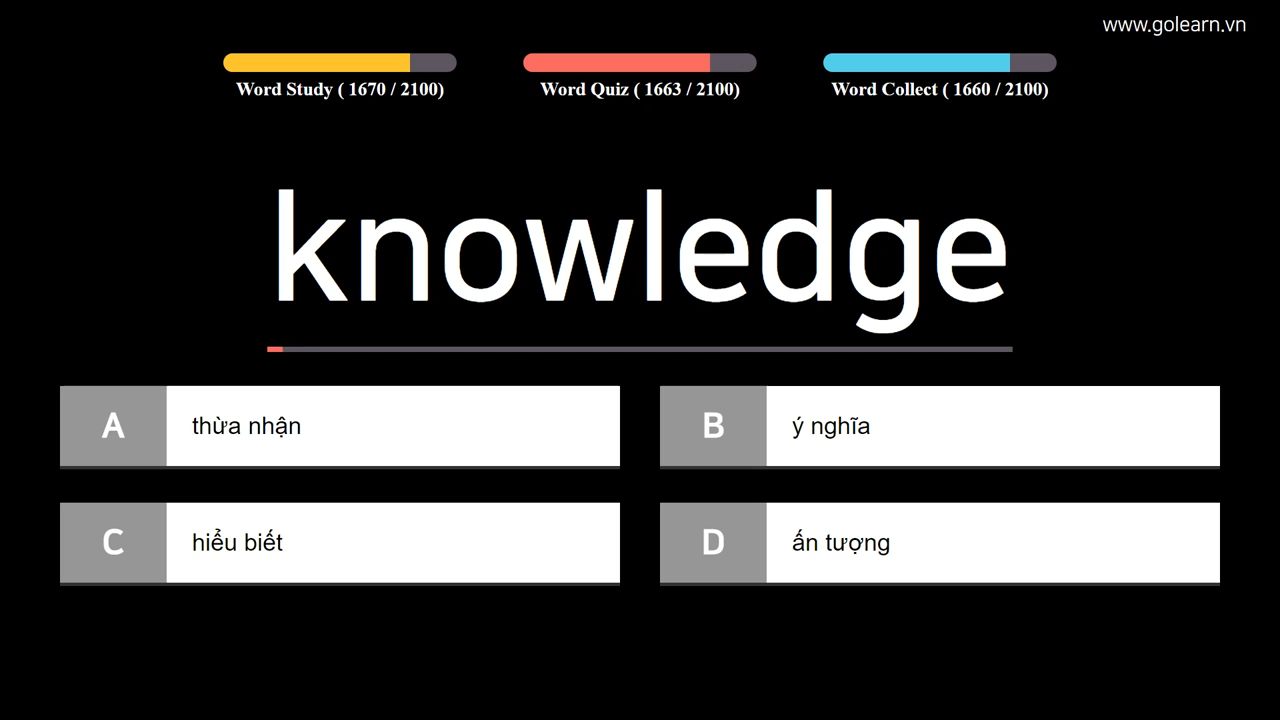 www.golearn.vn
Word Study ( 1670 / 2100)
Word Quiz ( 1663 / 2100)
Word Collect ( 1660 / 2100)
knowledge
A thừa nhận
B ý nghĩa
C hiểu biết
D ấn tượng